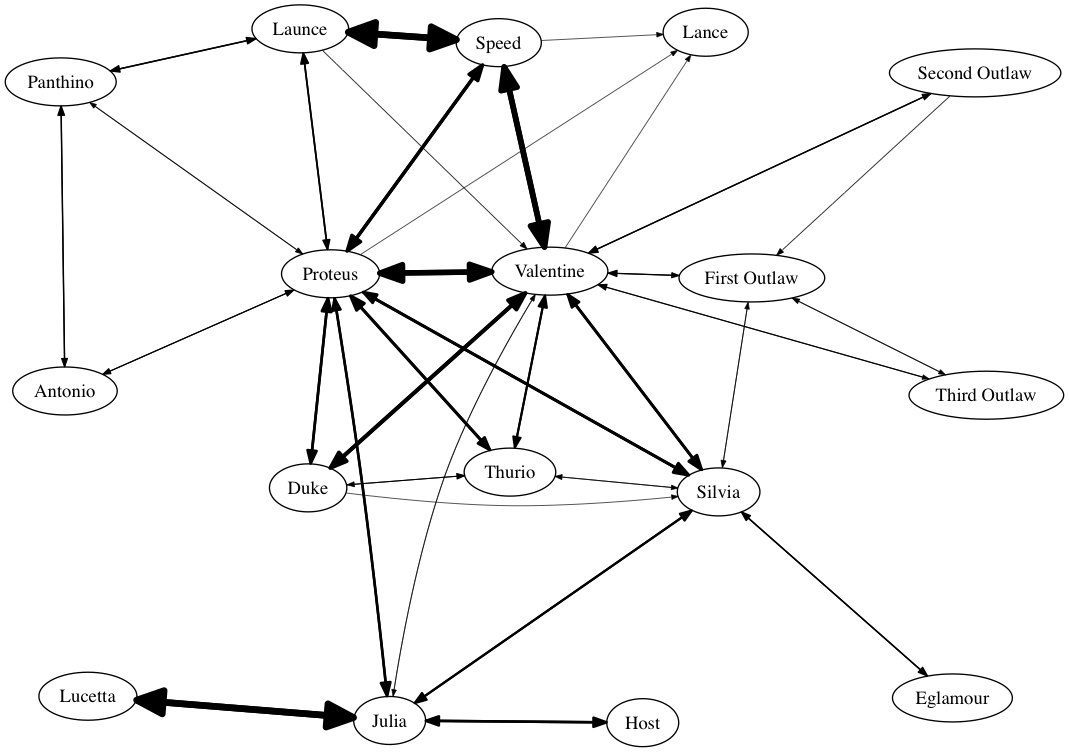 Launce
Speed
Lance
Panthino
Second Outlaw
Proteus
Valentine
First Outlaw
Antonio
Third Outlaw
Duke
Thurio
Silvia
Lucetta
Julia
Host
Eglamour